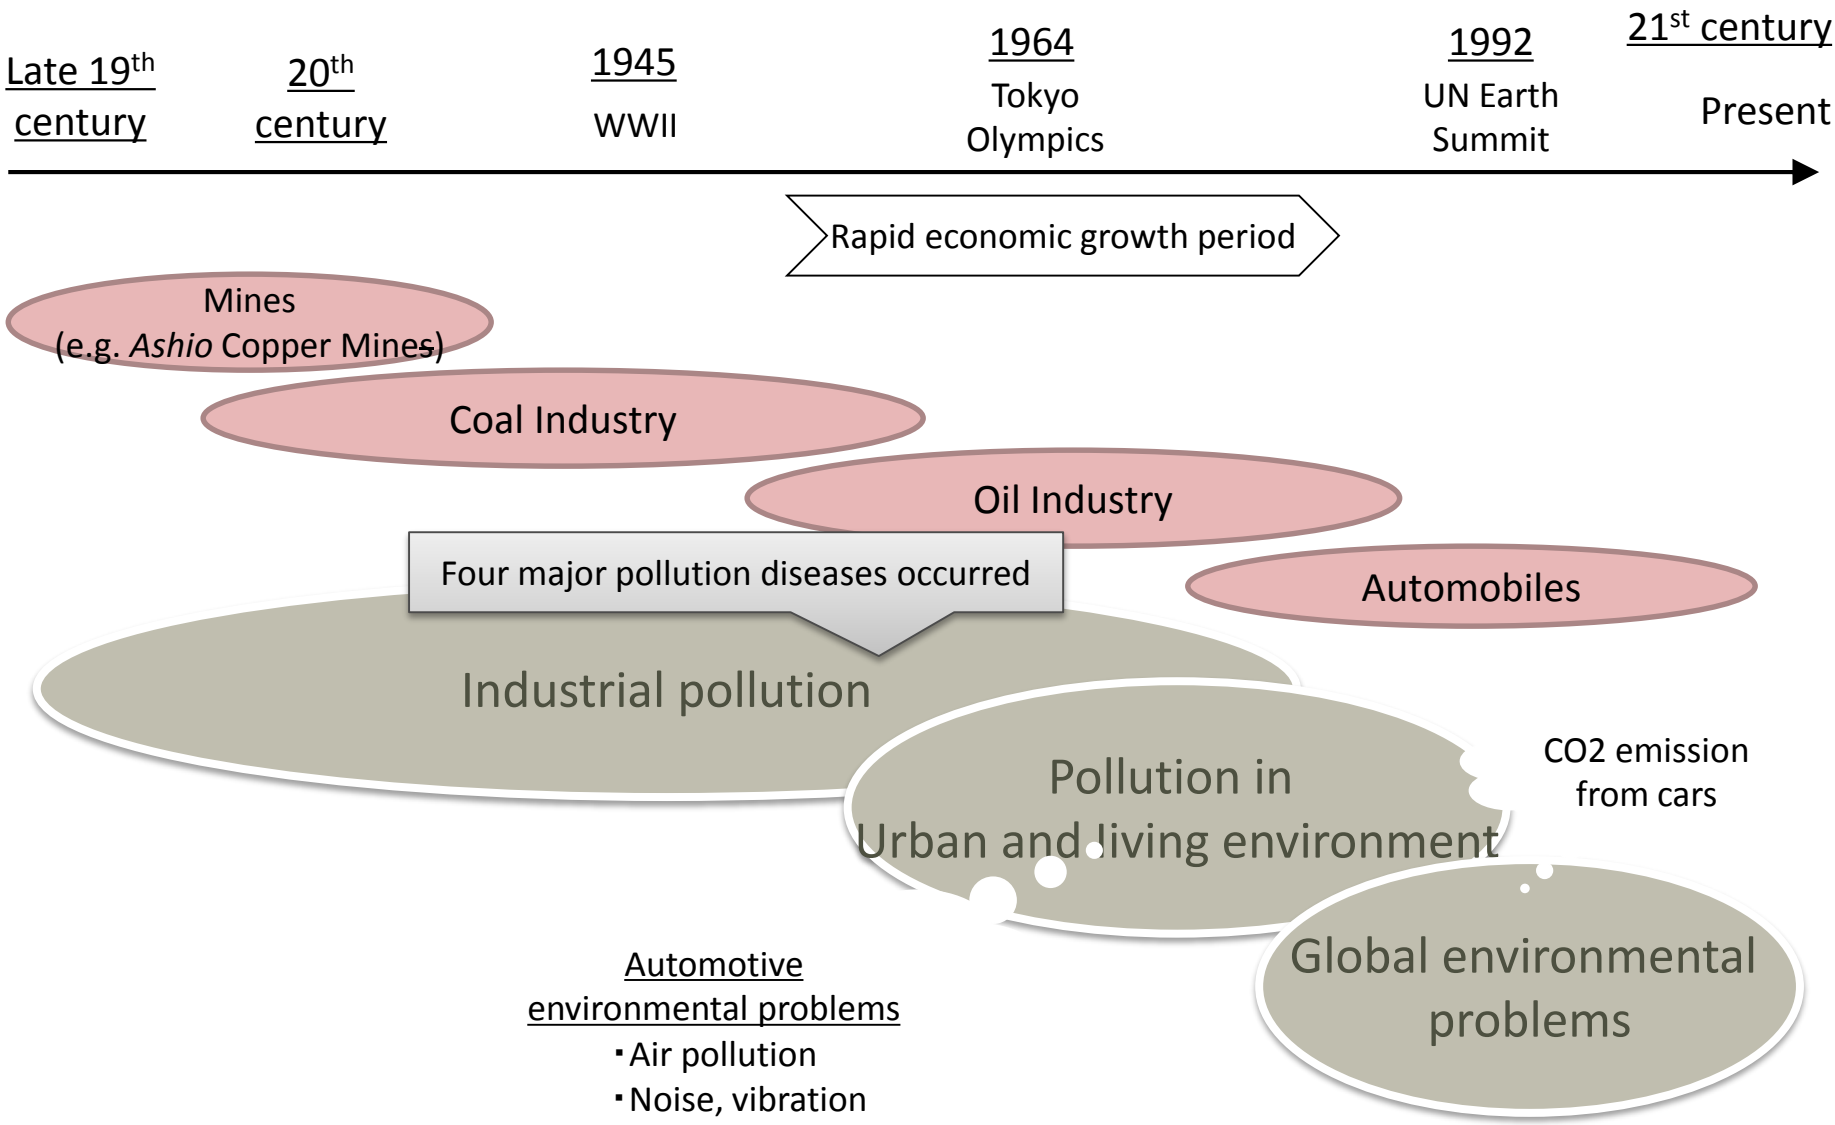 Late 19th
century
20th
century
1945
WWII
1964
Tokyo
Olympics
1992
UN Earth
Summit
21st century
Present
Rapid economic growth period
Mines
(e.g. Ashio Copper Mines)
Coal Industry
Oil Industry
Four major pollution diseases occurred
Automobiles
Industrial pollution
Pollution in
Urban and living environment
CO2 emission
from cars
Global environmental
problems
Automotive
environmental problems
・Air pollution
・Noise, vibration